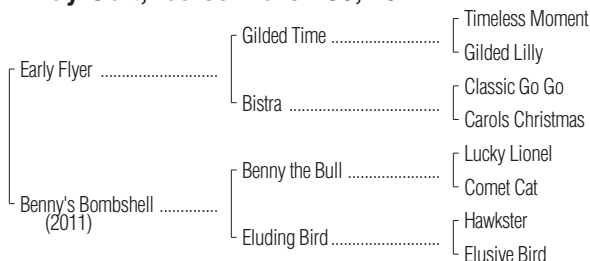 Timeless Moment
Gilded Time ..............................
Gilded Lilly
Early Flyer ................................
Classic Go Go
Bistra ..........................................
Carols Christmas
Lucky Lionel
Benny the Bull .........................
Comet Cat
Benny's Bombshell ...............
(2011)
Hawkster
Eluding Bird..............................
Elusive Bird